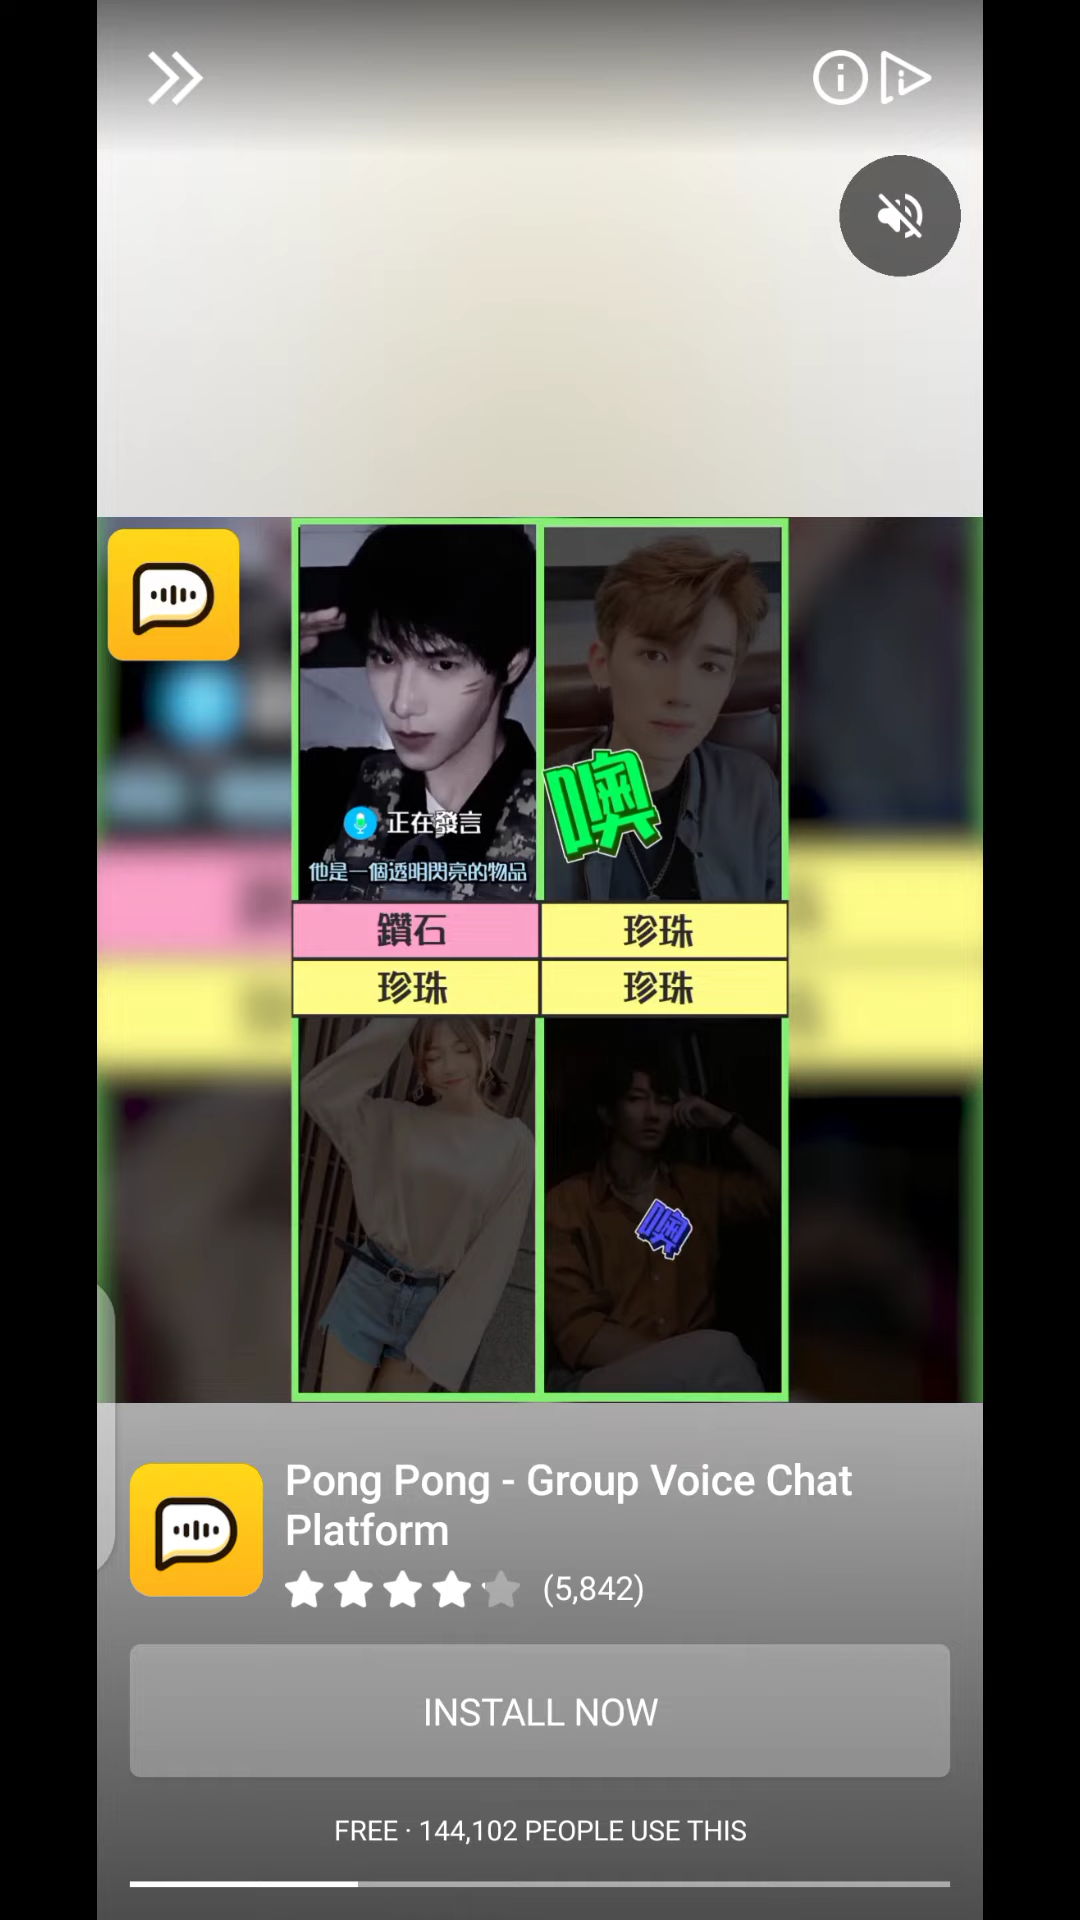 噢
正在發言
他是一個透明閃亮的物品
鑽石
珍珠
珍珠
珍珠
噢
Pong Pong - Group Voice Chat
Platform
(5,842)
INSTALL NOW
FREE · 144,102 PEOPLE USE THIS